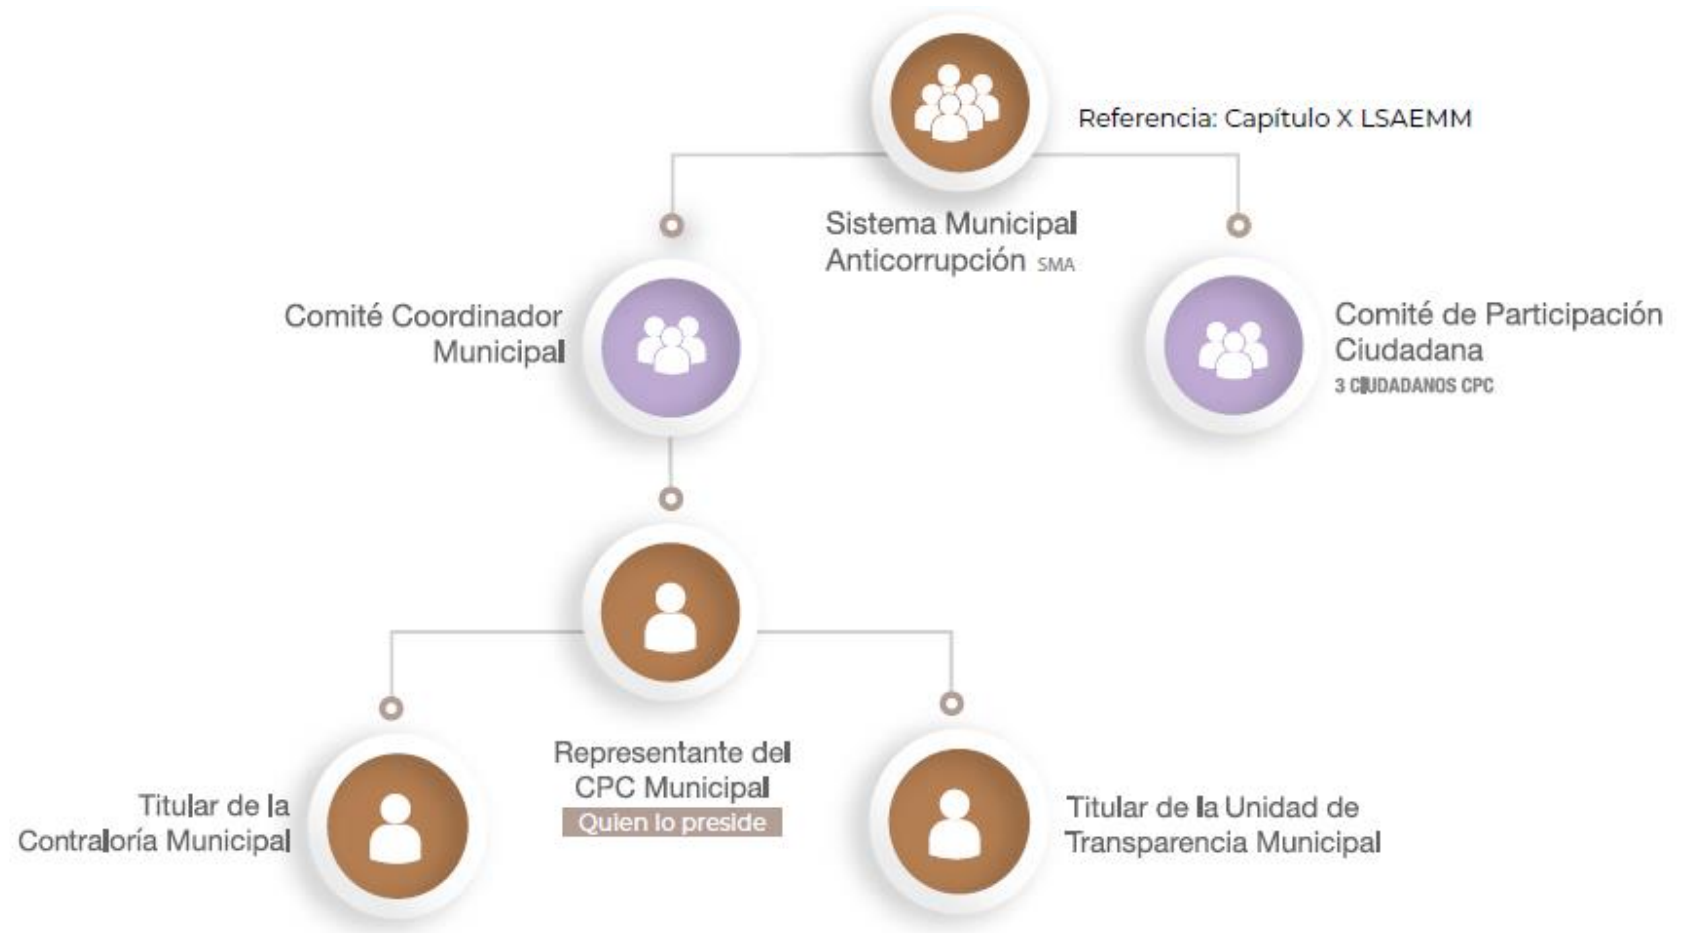 Referencia: Capítulo X LSAEMM
Sistema Municipal
Anticorrupción SMA
Comité Coordinador
Municipal
Comité de Participación
Ciudadana
3 CIUDADANOS CPC
Representante del
CPC Municipal
Quien lo preside
Titular de la
Contraloría Municipal
Titular de la Unidad de
Transparencia Municipal